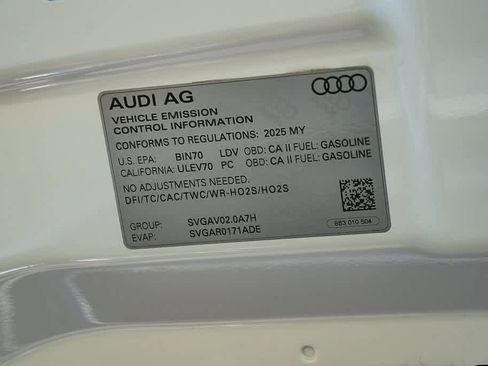 AUDI AG
VEHICLE EMISSION
CONTROL INFORMATION
CONFORMS TO REGULATIONS: 2025 MY
U.S. EPA: BIN70 LDV OBD: CA II FUEL: GASOLINE
CALIFORNIA: ULEV70 PC OBD: CA II FUEL: GASOLINE
NO ADJUSTMENTS NEEDED.
DFI/TC/CAC/TWC/WR-HO2S/HO2S
GROUP: SVGAV02.0A7H
EVAP: SVGAR0171ADE
8B3 010 504